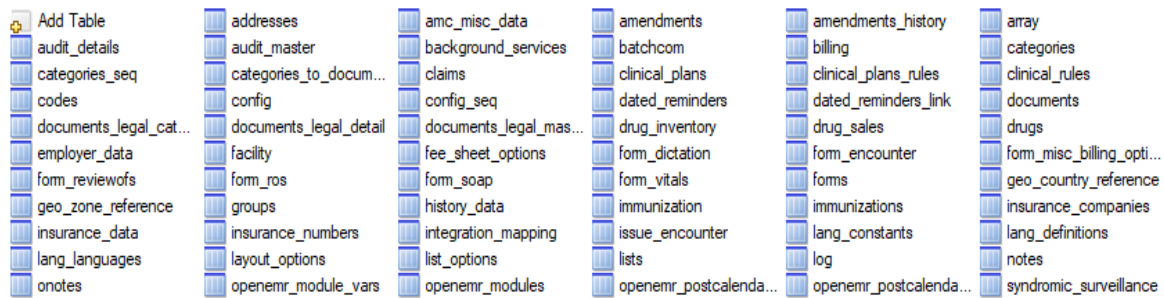 Add Table addresses amc_misc_data amendments amendments_history array
audit_details audit_master background_services batchcom billing categories
categories_seq categories_to_docum... claims clinical_plans clinical_plans_rules clinical_rules
codes config config_seq dated_reminders dated_reminders_link documents
documents_legal_cat... documents_legal_detail documents_legal_mas... drug_inventory drug_sales drugs
employer_data facility fee_sheet_options form_dictation form_encounter form_misc_billing_opti...
form_reviewofs form_ros form_soap form_vitals forms geo_country_reference
geo_zone_reference groups history_data immunization immunizations insurance_companies
insurance_data insurance_numbers integration_mapping issue_encounter lang_constants lang_definitions
lang_languages layout_options list_options lists log notes
onotes openemr_module_vars openemr_modules openemr_postcalenda... openemr_postcalenda... syndromic_surveillance